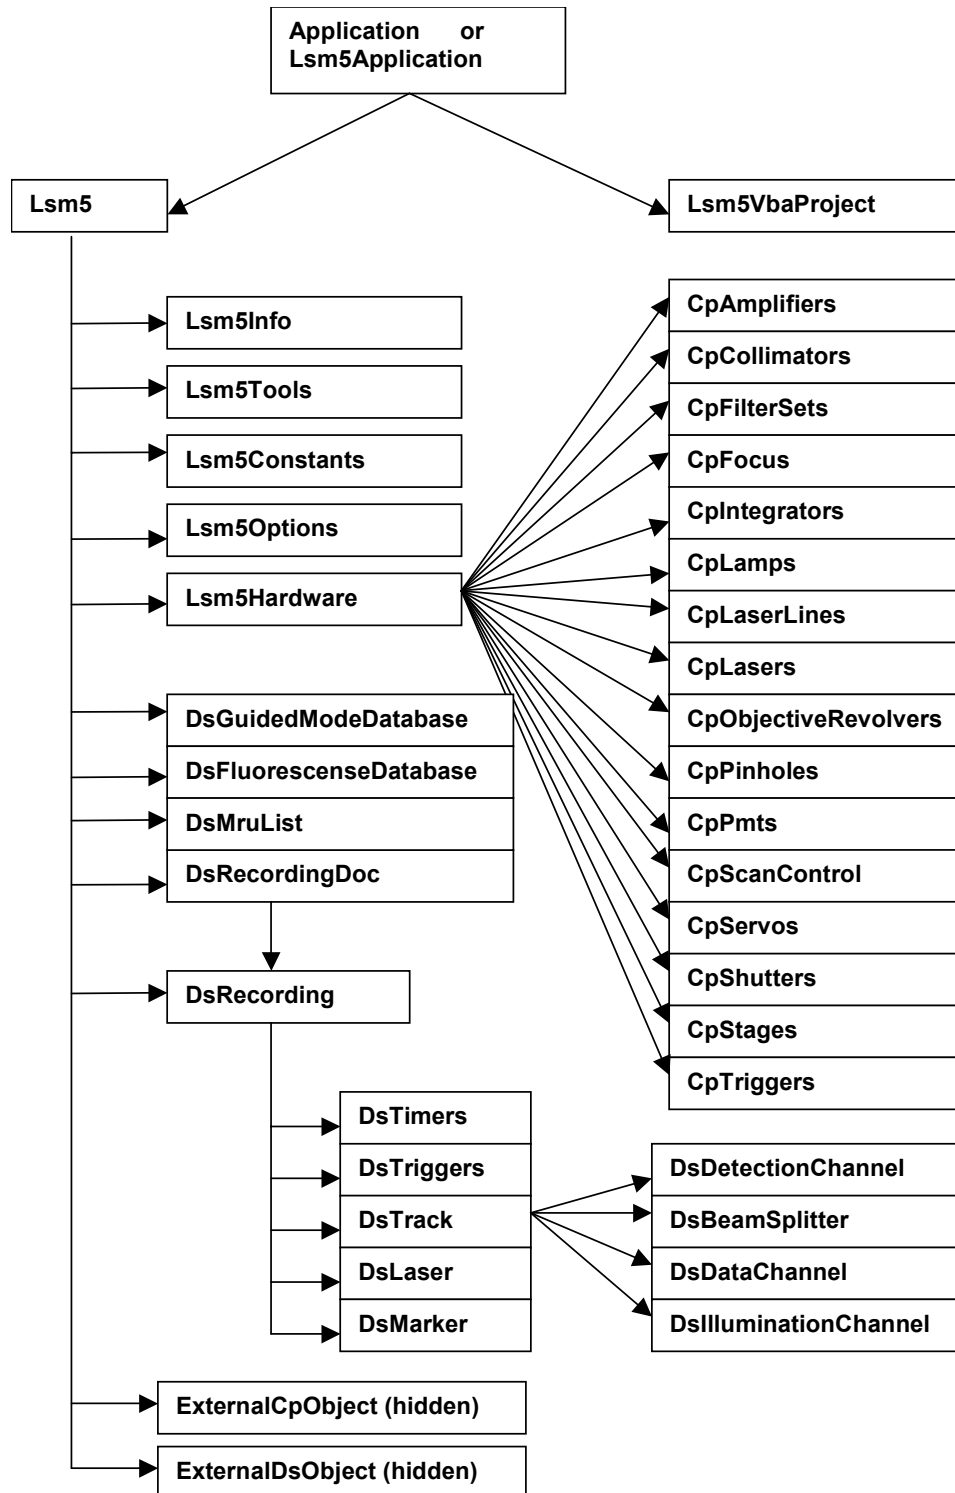 Application or
Lsm5Application
Lsm5
Lsm5VbaProject
Lsm5Info
Lsm5Tools
Lsm5Constants
Lsm5Options
Lsm5Hardware
CpAmplifiers
CpCollimators
CpFilterSets
CpFocus
CpIntegrators
CpLamps
CpLaserLines
CpLasers
CpObjectiveRevolvers
CpPinholes
CpPmts
CpScanControl
CpServos
CpShutters
CpStages
CpTriggers
DsGuidedModeDatabase
DsFluorescenseDatabase
DsMruList
DsRecordingDoc
DsRecording
DsTimers
DsTriggers
DsTrack
DsLaser
DsMarker
DsDetectionChannel
DsBeamSplitter
DsDataChannel
DsIlluminationChannel
ExternalCpObject (hidden)
ExternalDsObject (hidden)